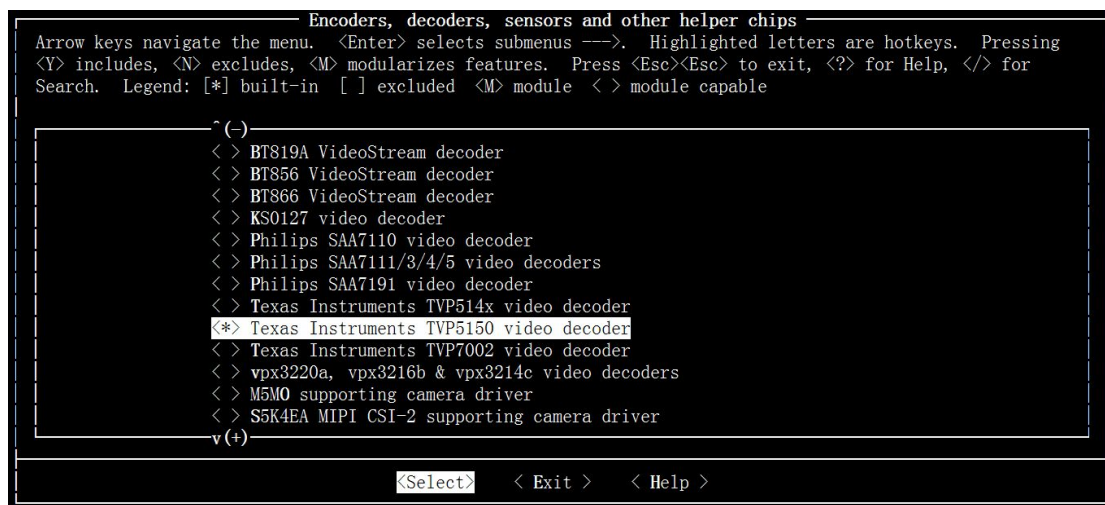 Encoders, decoders, sensors and other helper chips
Arrow keys navigate the menu.  <Enter> selects submenus --->.  Highlighted letters are hotkeys.  Pressing
<Y> includes, <N> excludes, <M> modularizes features.  Press <Esc><Esc> to exit, <?> for Help, </> for
Search.  Legend: [*] built-in  [ ] excluded  <M> module  < > module capable
^(-)
< > BT819A VideoStream decoder
< > BT856 VideoStream decoder
< > BT866 VideoStream decoder
< > KS0127 video decoder
< > Philips SAA7110 video decoder
< > Philips SAA7111/3/4/5 video decoders
< > Philips SAA7191 video decoder
< > Texas Instruments TVP514x video decoder
<*> Texas Instruments TVP5150 video decoder
< > Texas Instruments TVP7002 video decoder
< > vpx3220a, vpx3216b & vpx3214c video decoders
< > M5MO supporting camera driver
< > S5K4EA MIPI CSI-2 supporting camera driver
v(+)
<Select>    < Exit >    < Help >